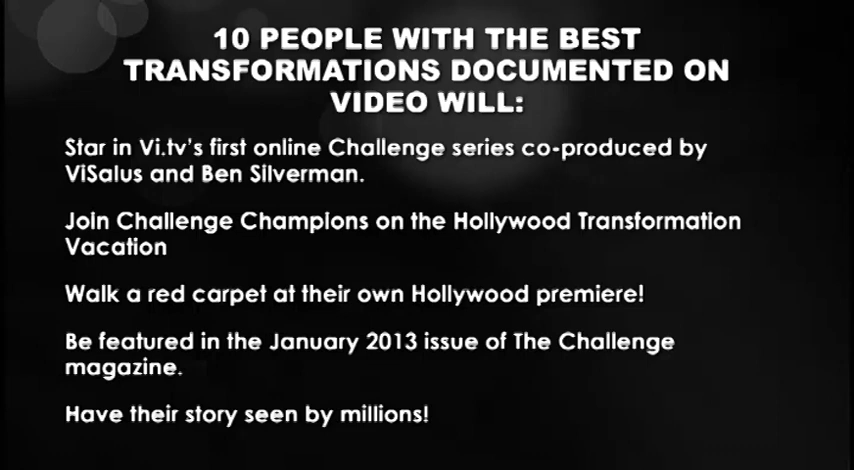 10 PEOPLE WITH THE BEST
TRANSFORMATIONS DOCUMENTED ON
VIDEO WILL:
Star in Vi.tv's first online Challenge series co-produced by
ViSalus and Ben Silverman.
Join Challenge Champions on the Hollywood Transformation
Vacation
Walk a red carpet at their own Hollywood premiere!
Be featured in the January 2013 issue of The Challenge
magazine.
Have their story seen by millions!